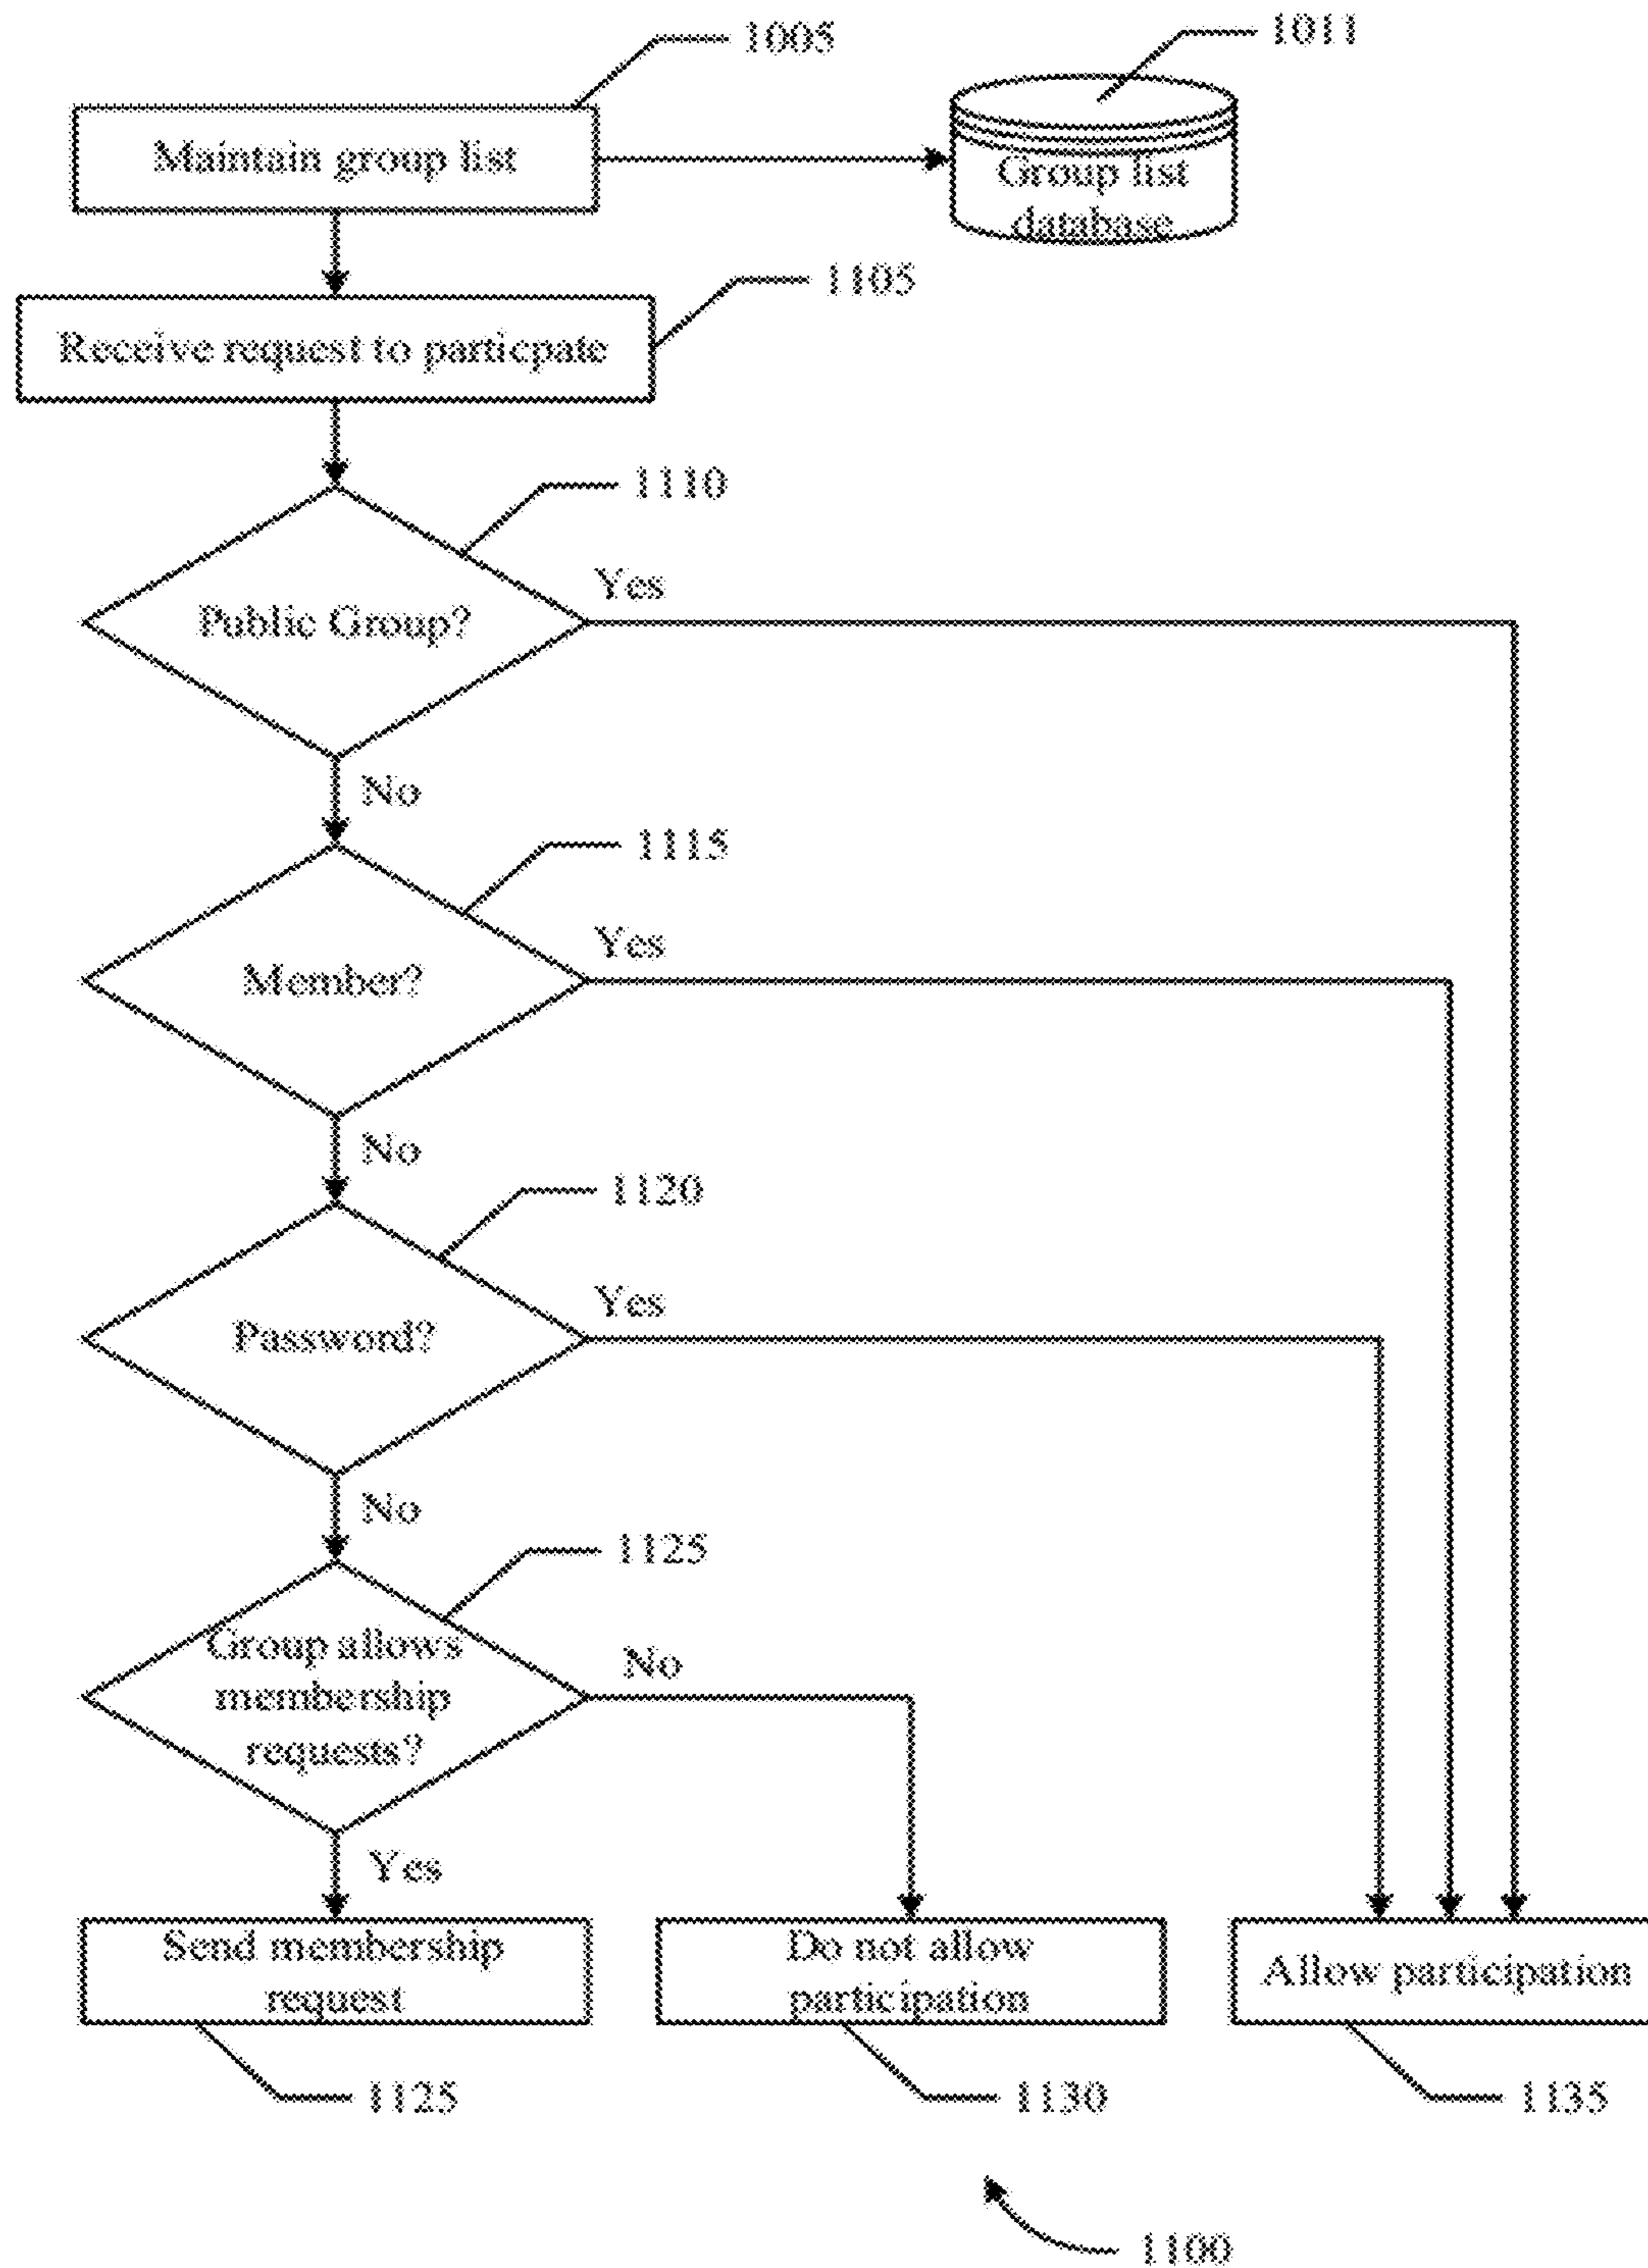 1005
1011
Maintain group list
Group list
database
1105
Receive request to particpate
1110
Public Group?
Yes
No
1115
Member?
Yes
No
1120
Password?
Yes
No
1125
Group allows
membership
requests?
No
Yes
Send membership
request
Do not allow
participation
Allow participation
1125
1130
1135
1100